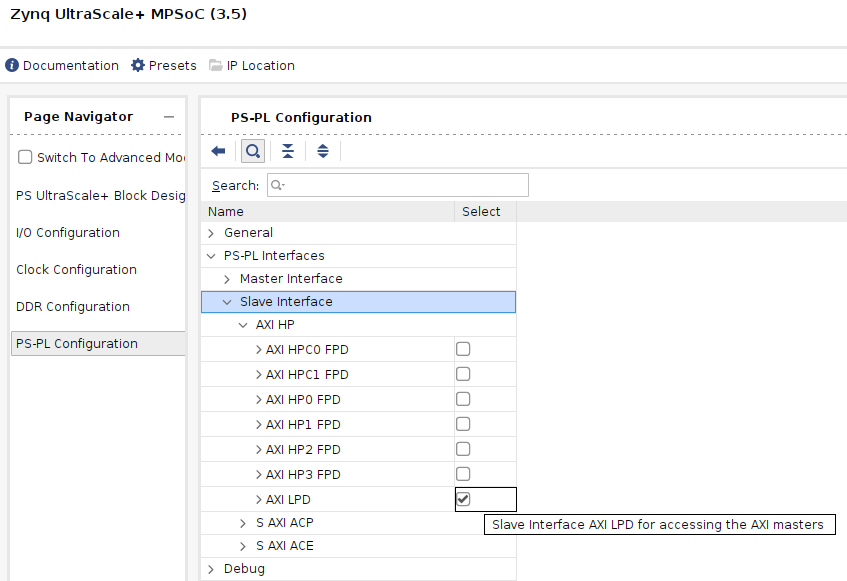 Zynq UltraScale+ MPSoC (3.5)
Documentation Presets IP Location
Page Navigator
Switch To Advanced Mo
PS UltraScale+ Block Desig
I/O Configuration
Clock Configuration
DDR Configuration
PS-PL Configuration
PS-PL Configuration
Search:
Name Select
General
PS-PL Interfaces
Master Interface
Slave Interface
AXI HP
AXI HPC0 FPD
AXI HPC1 FPD
AXI HP0 FPD
AXI HP1 FPD
AXI HP2 FPD
AXI HP3 FPD
AXI LPD
Slave Interface AXI LPD for accessing the AXI masters
S AXI ACP
S AXI ACE
Debug